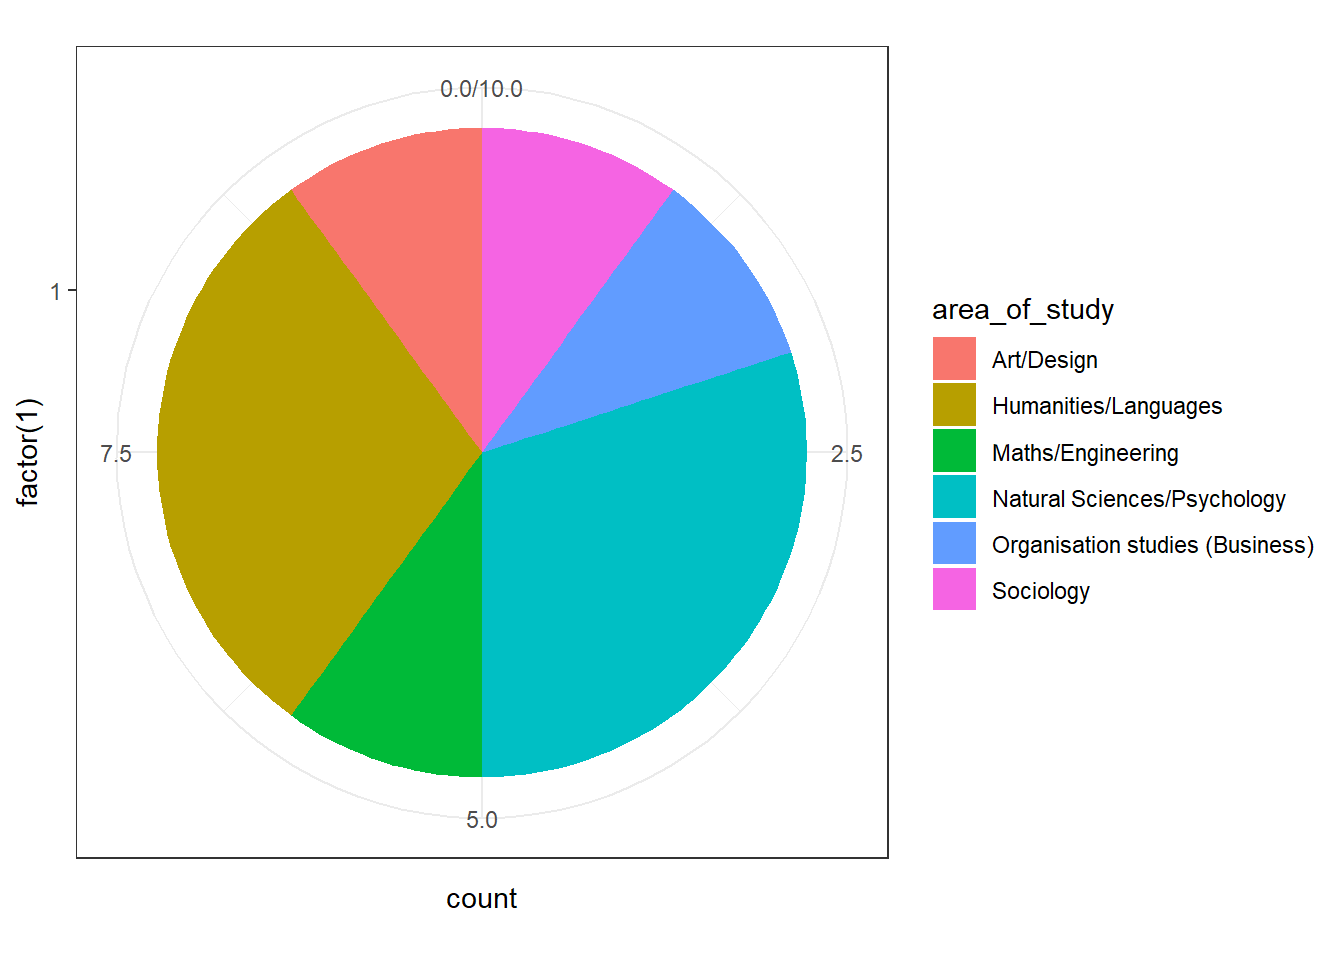 0.0/10.0
1
7.5
2.5
5.0
factor(1)
count
area_of_study
Art/Design
Humanities/Languages
Maths/Engineering
Natural Sciences/Psychology
Organisation studies (Business)
Sociology